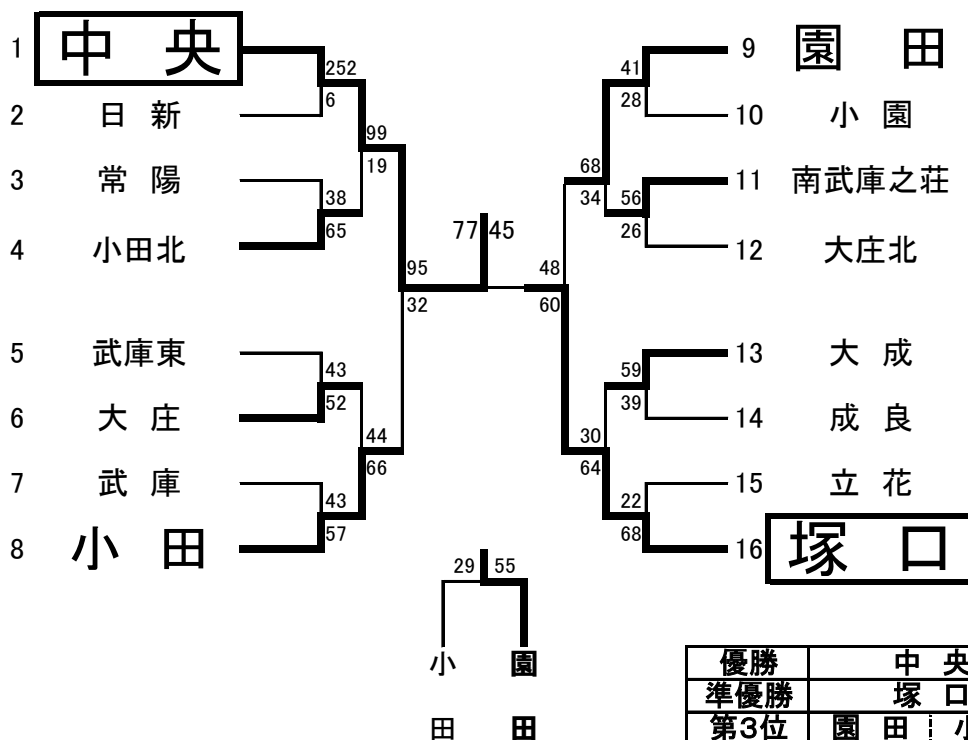 1 中 央
252
6
2 日 新
99
19
3 常 陽
38
65
4 小田北
95
32
5 武庫東
43
52
6 大 庄
44
66
7 武 庫
43
57
8 小 田
77 45
9 園 田
41
28
10 小 園
68
34
11 南武庫之荘
56
26
12 大庄北
48
60
13 大 成
59
39
14 成 良
30
64
15 立 花
22
68
16 塚 口
29 55
小 園
田 田
優勝 中 央
準優勝 塚 口
第3位 園 田 小